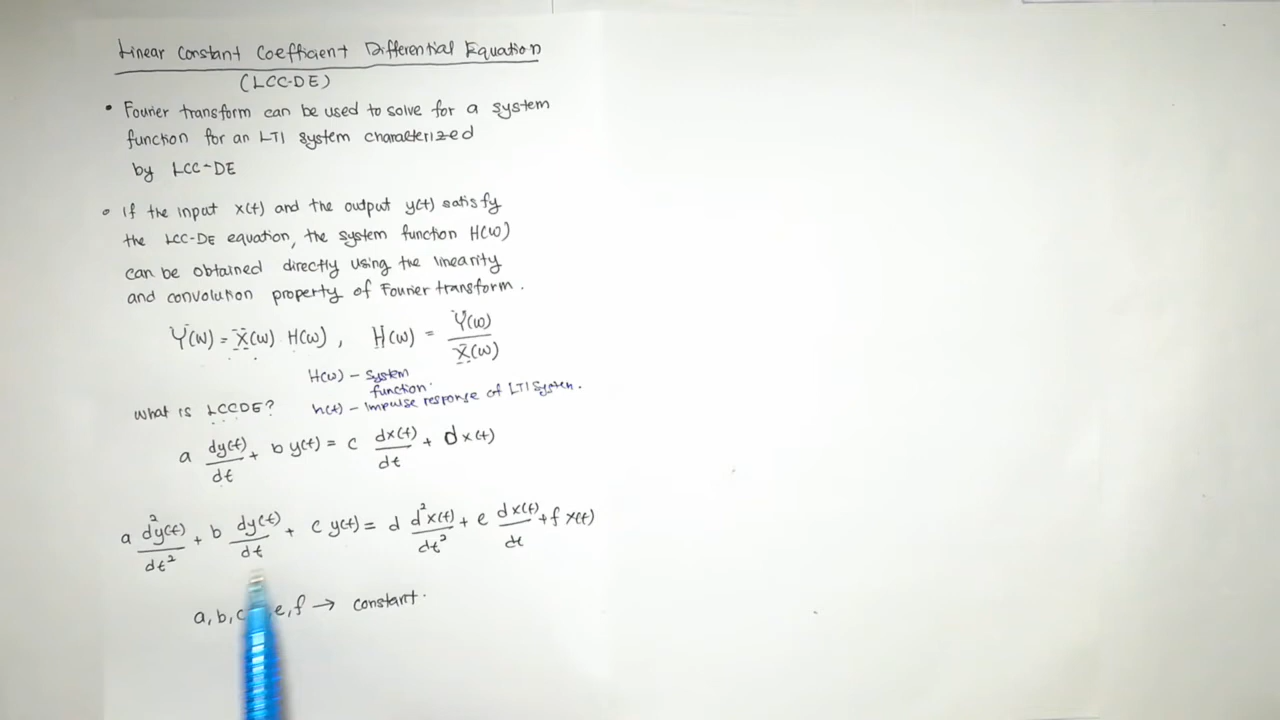 Linear Constant Coefficient Differential Equation
(LCC-DE)
• Fourier transform can be used to solve for a system
function for an LTI system characterized
by LCC-DE
• If the input x(t) and the output y(t) satisfy
the LCC-DE equation, the system function H(ω)
can be obtained directly using the linearity
and convolution property of Fourier transform.
Y(ω) = X(ω) H(ω), H(ω) = Y(ω)/X(ω)
H(ω) – System
function.
What is LCCDE? h(t) – Impulse response of LTI System.
a dy(t)/dt + b y(t) = c dx(t)/dt + d x(t)
a d²y(t)/dt² + b dy(t)/dt + c y(t) = d d²x(t)/dt² + e dx(t)/dt + f x(t)
a, b, c e, f → constant.